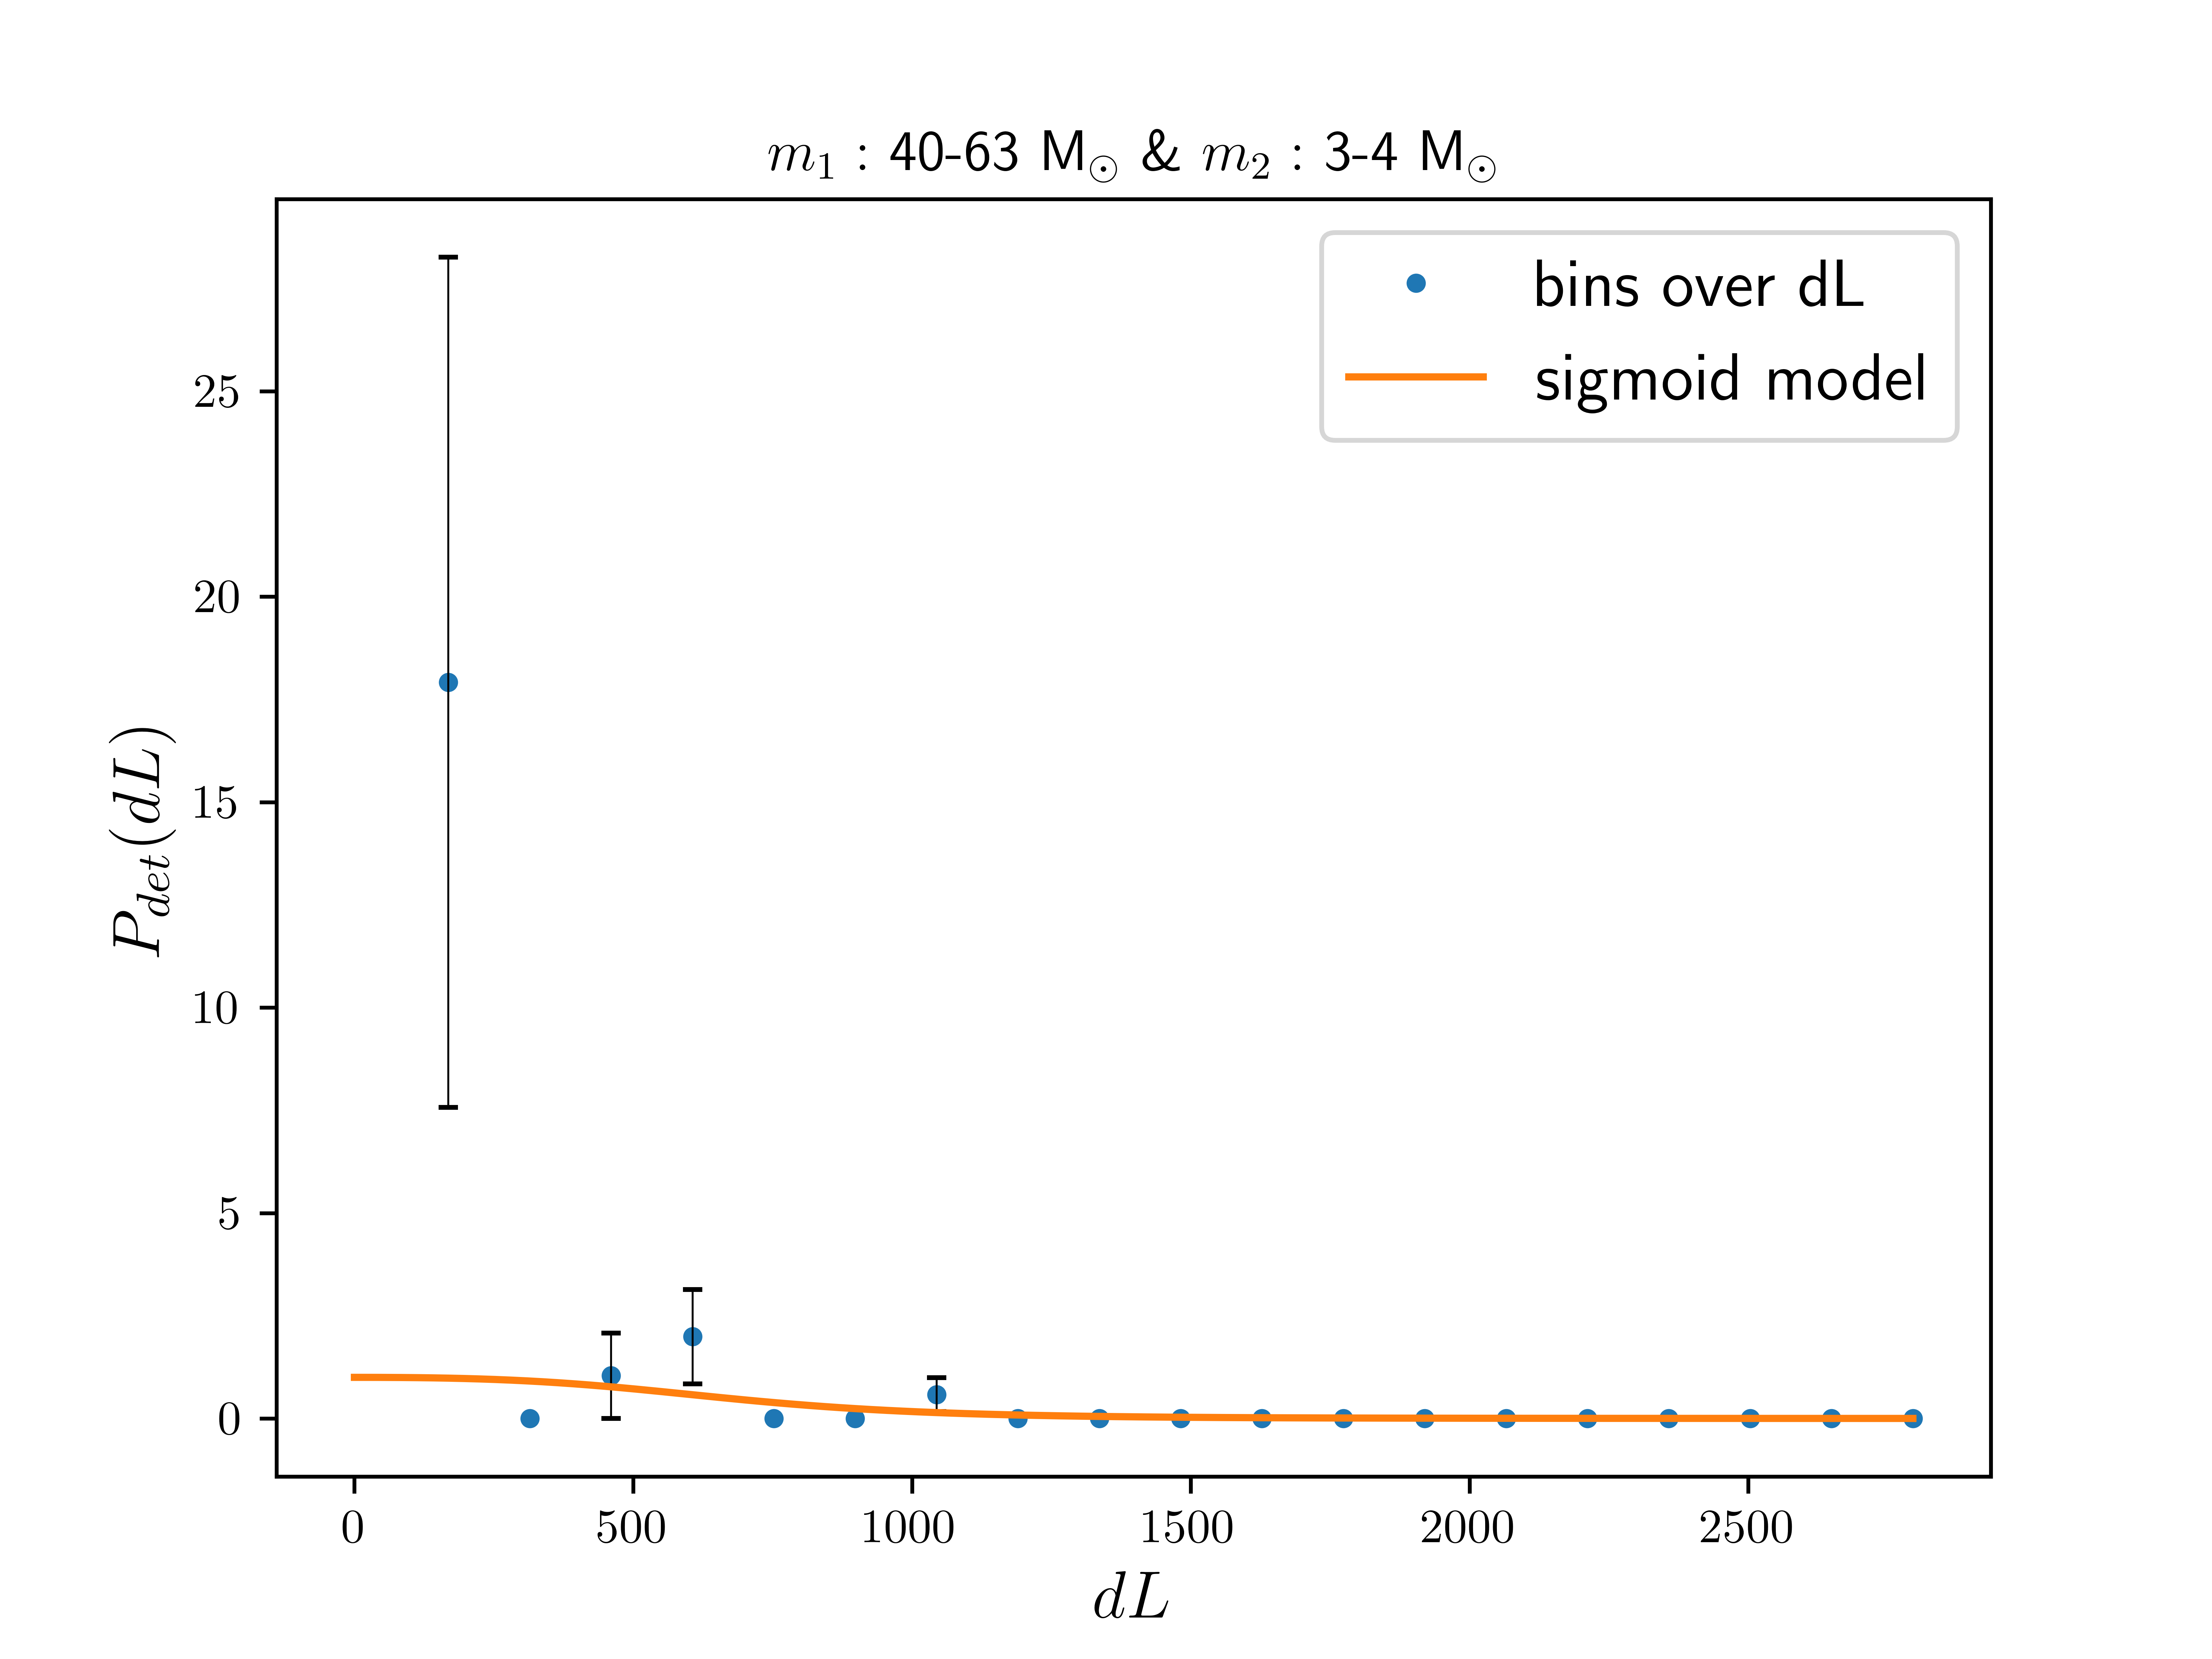 m₁ : 40-63 M⊙ & m₂ : 3-4 M⊙
bins over dL
sigmoid model
25
20
15
10
5
0
P_det(dL)
0 500 1000 1500 2000 2500
dL